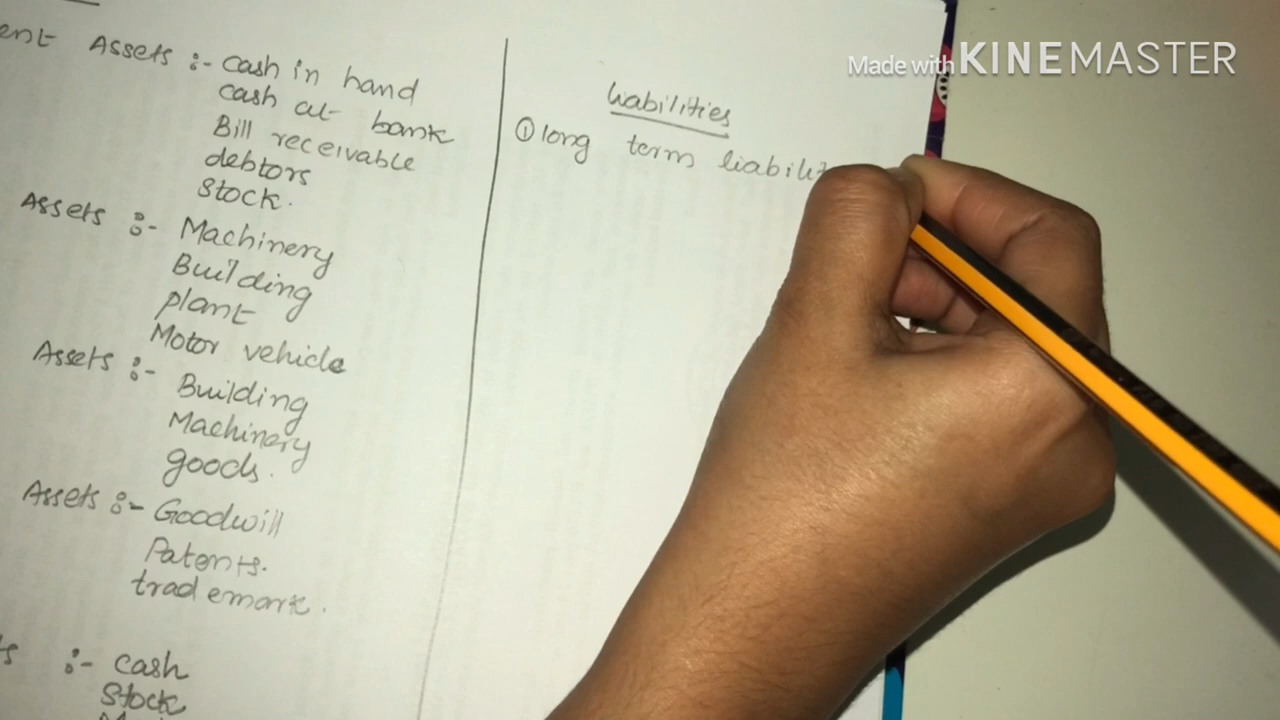 ent Assets :- cash in hand
cash at bank
Bill receivable
debtors
stock.
Assets :- Machinery
Building
plant
Motor vehicle
Assets :- Building
Machinery
goods.
Assets :- Goodwill
Patents.
trademark.
ts :- cash
stock
liabilities
① long term liabilit
Made with KINEMASTER